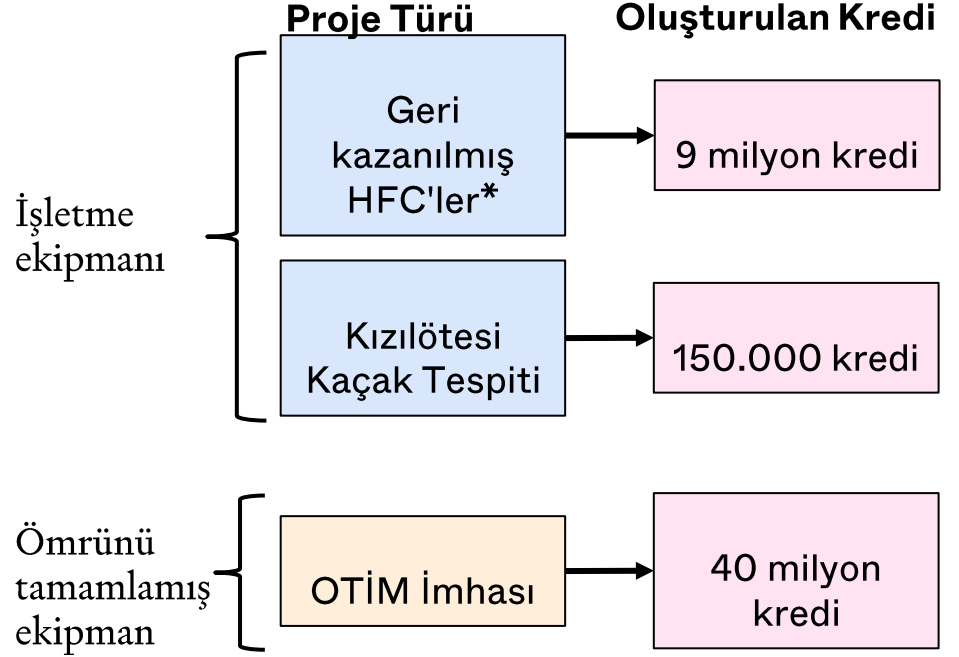 Proje Türü
Oluşturulan Kredi
İşletme
ekipmanı
Geri
kazanılmış
HFC'ler*
9 milyon kredi
Kızılötesi
Kaçak Tespiti
150.000 kredi
Ömrünü
tamamlamış
ekipman
OTİM İmhası
40 milyon
kredi